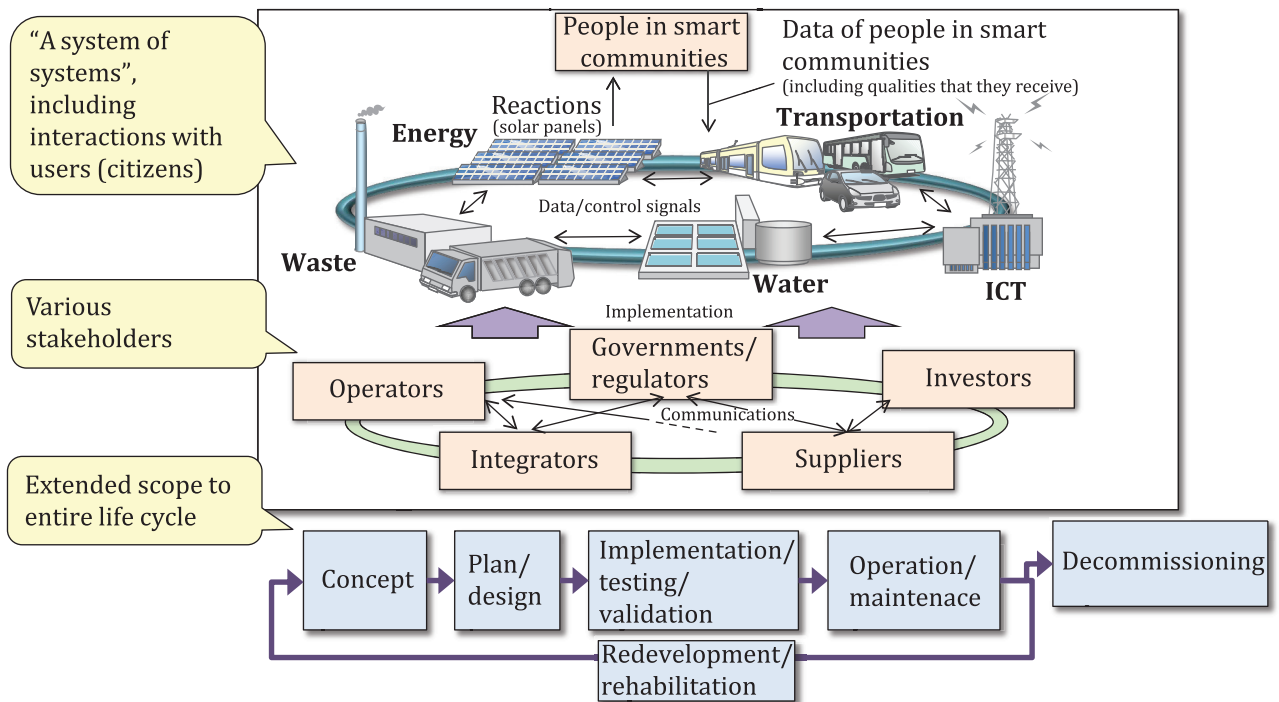 “A system of
systems”,
including
interactions with
users (citizens)
People in smart
communities
Data of people in smart
communities
(including qualities that they receive)
Reactions
(solar panels)
Energy
Transportation
Data/control signals
Waste
Water
ICT
Various
stakeholders
Implementation
Governments/
regulators
Operators
Investors
Communications
Integrators
Suppliers
Extended scope to
entire life cycle
Concept
Plan/
design
Implementation/
testing/
validation
Operation/
maintenace
Decommissioning
Redevelopment/
rehabilitation